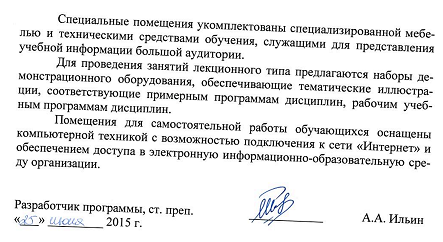 Специальные помещения укомплектованы специализированной мебе-
лью и техническими средствами обучения, служащими для представления
учебной информации большой аудитории.
Для проведения занятий лекционного типа предлагаются наборы де-
монстрационного оборудования, обеспечивающие тематические иллюстра-
ции, соответствующие примерным программам дисциплин, рабочим учеб-
ным программам дисциплин.
Помещения для самостоятельной работы обучающихся оснащены
компьютерной техникой с возможностью подключения к сети «Интернет» и
обеспечением доступа в электронную информационно-образовательную сре-
ду организации.
Разработчик программы, ст. преп. А.А. Ильин
«25» июня 2015 г.